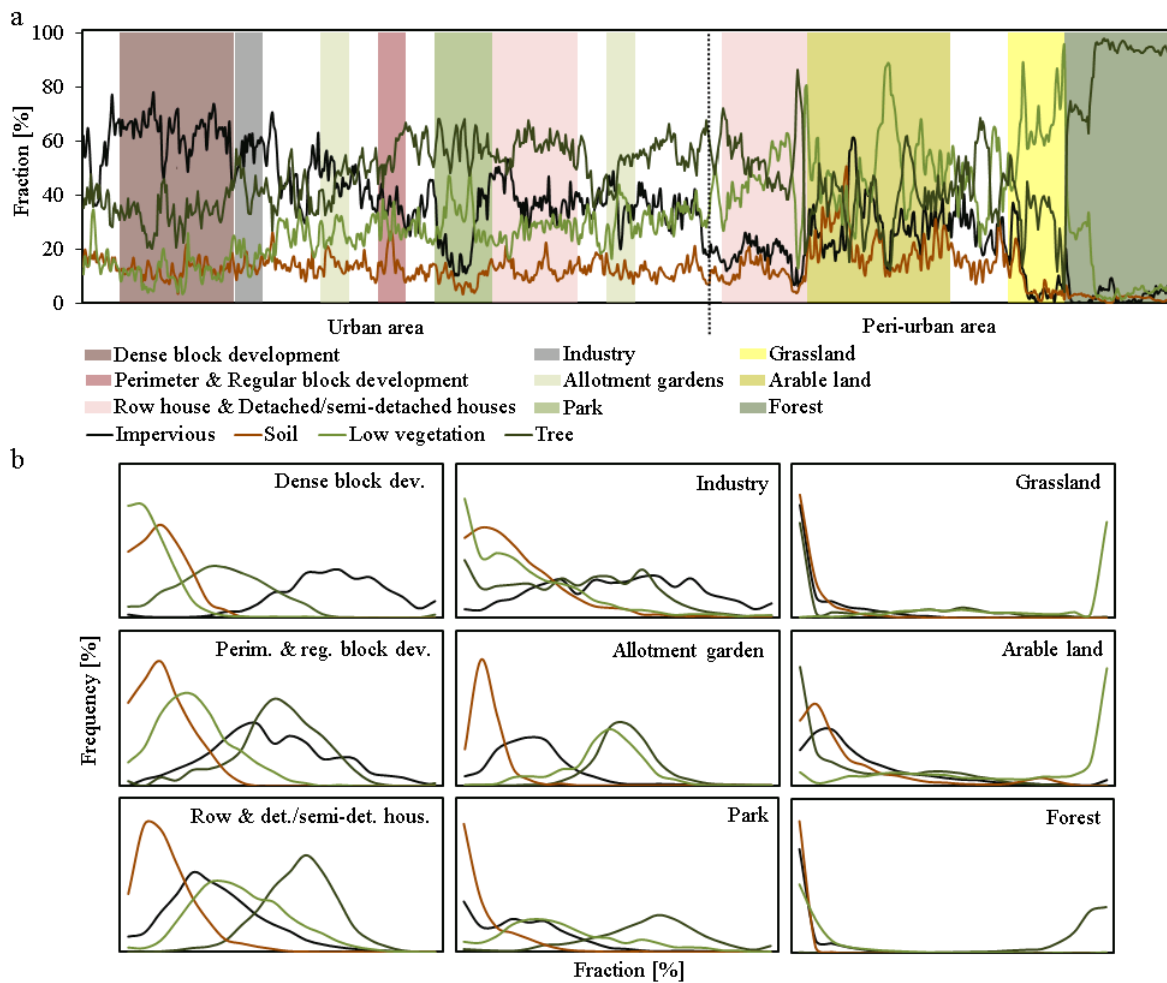 a
100
80
60
40
20
0
Fraction [%]
Urban area
Peri-urban area
Dense block development
Industry
Grassland
Perimeter & Regular block development
Allotment gardens
Arable land
Row house & Detached/semi-detached houses
Park
Forest
Impervious
Soil
Low vegetation
Tree
b
Dense block dev.
Industry
Grassland
Perim. & reg. block dev.
Allotment garden
Arable land
Frequency [%]
Row & det./semi-det. hous.
Park
Forest
Fraction [%]